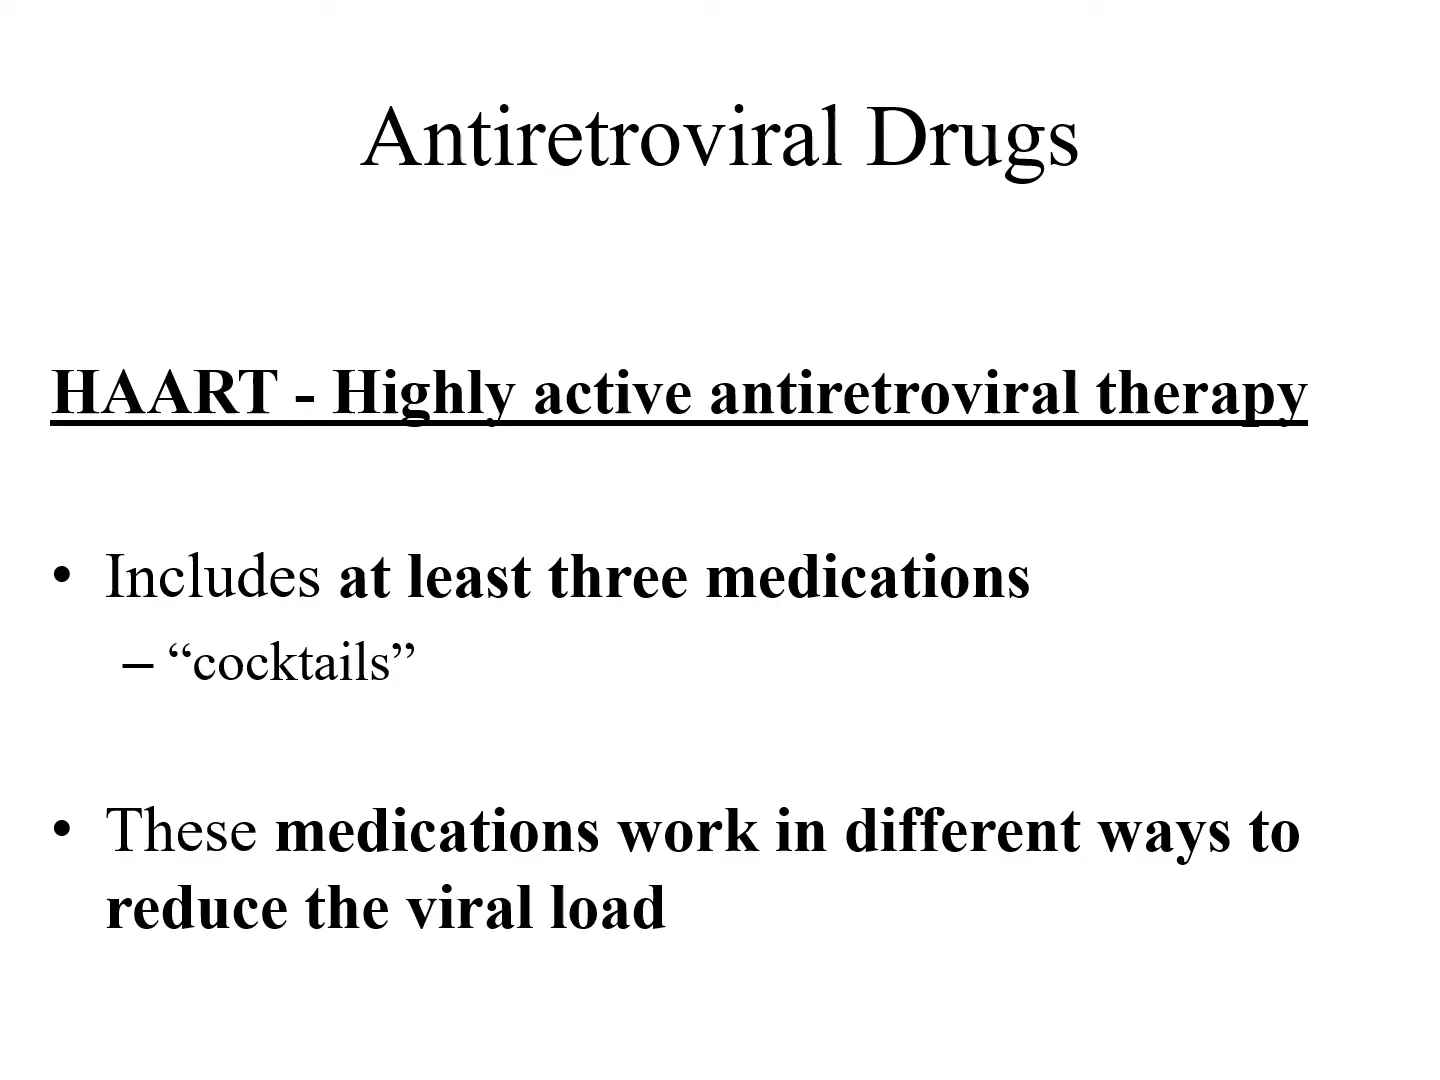 Antiretroviral Drugs
HAART - Highly active antiretroviral therapy
• Includes at least three medications
– “cocktails”
• These medications work in different ways to
reduce the viral load